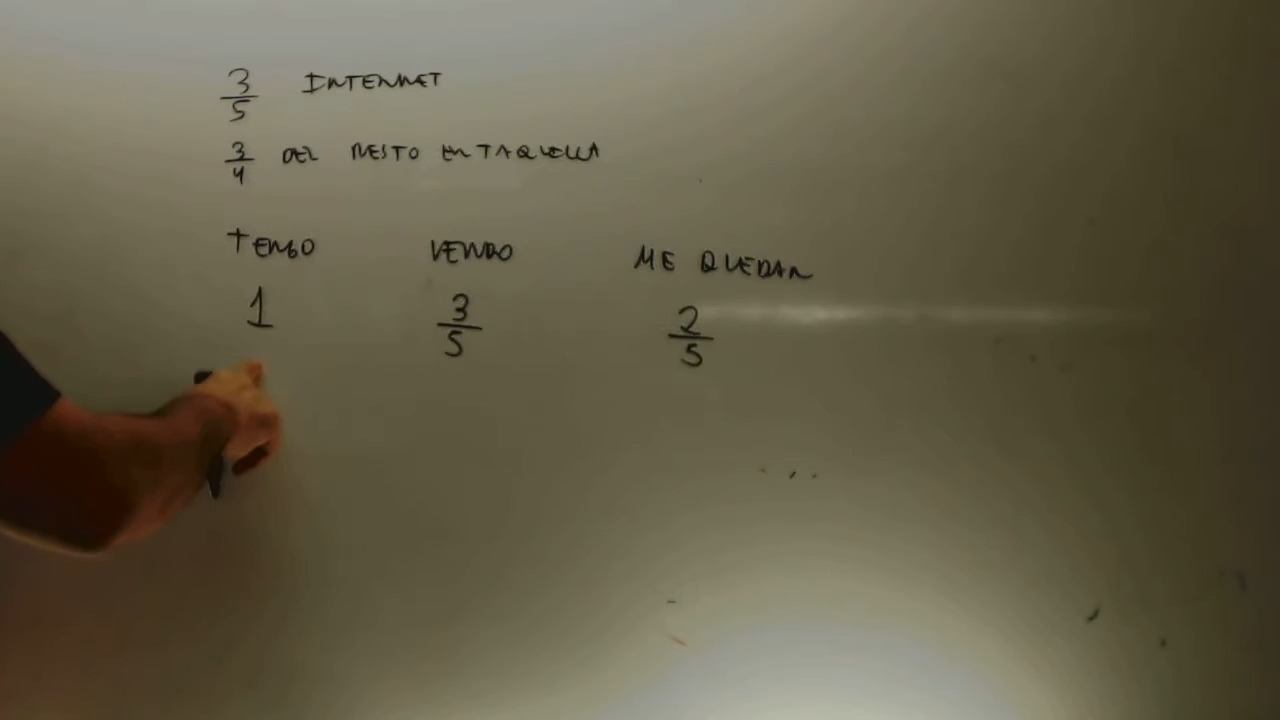 3/5 INTERNET
3/4 DEL RESTO EN TAQUILLA
TENGO VENDO ME QUEDAN
1 3/5 2/5